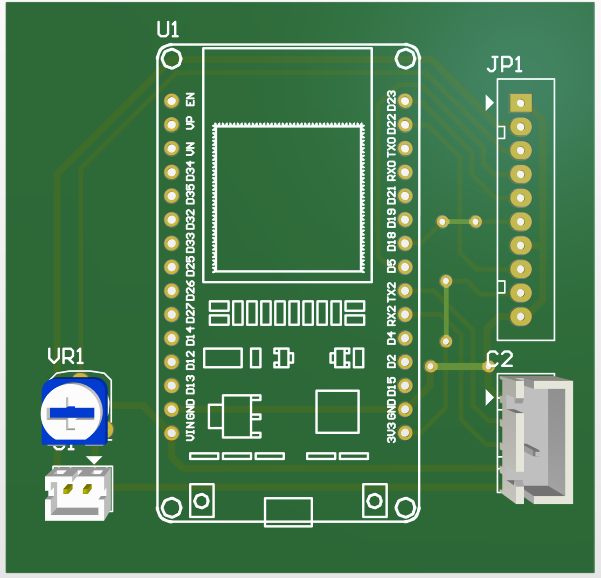 U1
JP1
EN
VP
VN
D34
D35
D32
D33
D25
D26
D27
D14
D12
D13
GND
VIN
D23
D22
TX0
RX0
D21
D19
D18
D5
TX2
RX2
D4
D2
D15
GND
3V3
VR1
C2